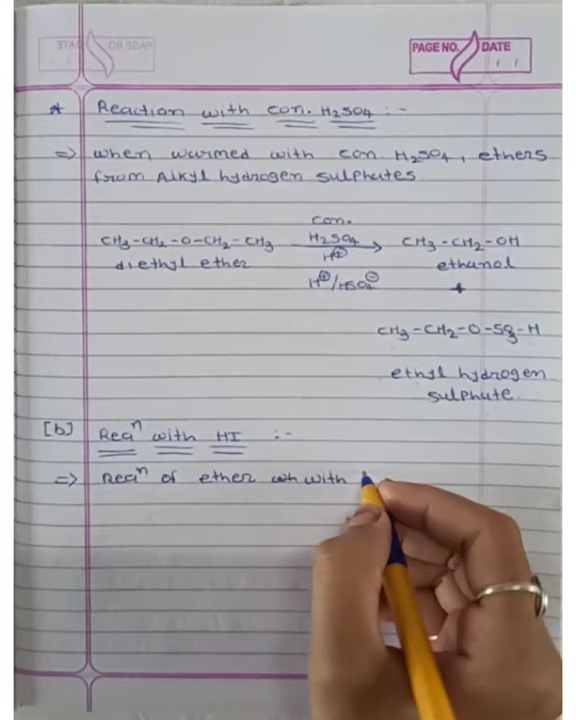 PAGE NO. DATE
* Reaction with con. H2SO4 :-
=> when warmed with con. H2SO4, ethers
from Alkyl hydrogen sulphates
con.
CH3-CH2-O-CH2-CH3 H2SO4 → CH3-CH2-OH
H⊕
diethyl ether ethanol
H⊕/HSO4⊖ +
CH3-CH2-O-SO3-H
ethyl hydrogen
sulphate.
[b] Reaⁿ with HI :-
=> Reaⁿ of ether wh with